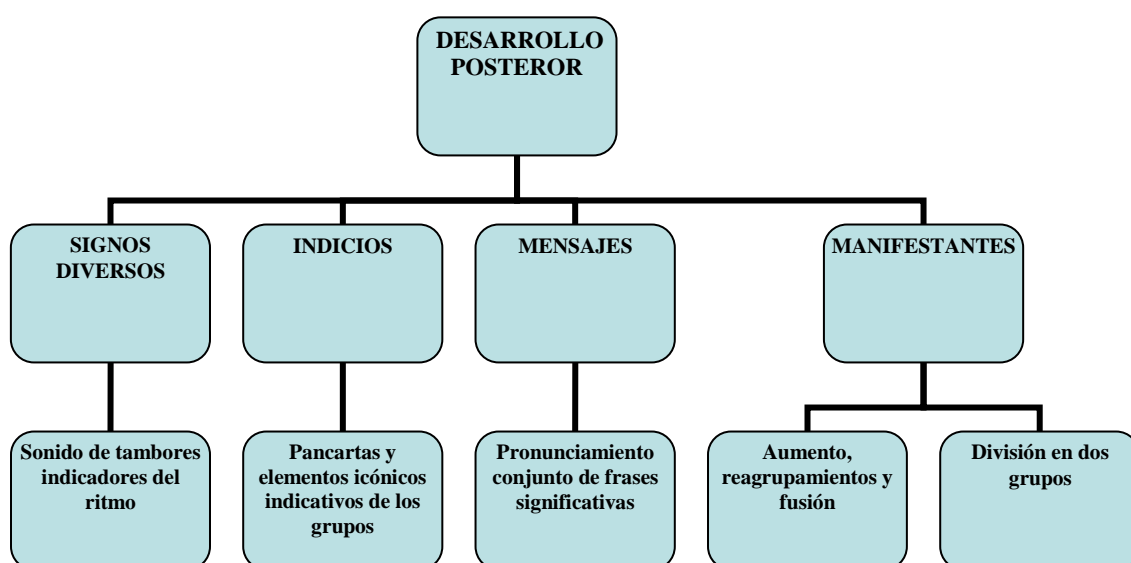 DESARROLLO
POSTEROR
SIGNOS
DIVERSOS
INDICIOS
MENSAJES
MANIFESTANTES
Sonido de tambores
indicadores del
ritmo
Pancartas y
elementos icónicos
indicativos de los
grupos
Pronunciamiento
conjunto de frases
significativas
Aumento,
reagrupamientos y
fusión
División en dos
grupos